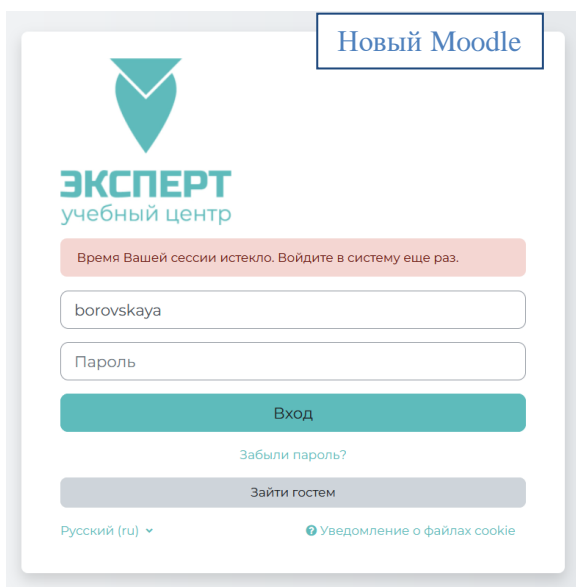 Новый Moodle
ЭКСПЕРТ
учебный центр
Время Вашей сессии истекло. Войдите в систему еще раз.
borovskaya
Пароль
Вход
Забыли пароль?
Зайти гостем
Русский (ru)
Уведомление о файлах cookie